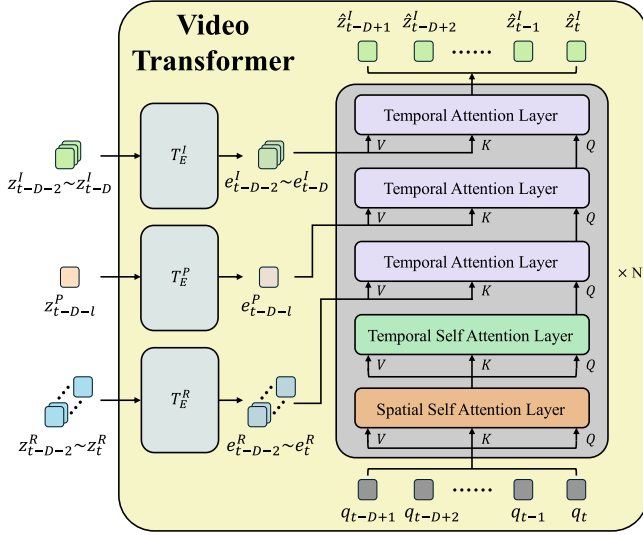 Video
Transformer
ẑ^I_{t−D+1} ẑ^I_{t−D+2} ······ ẑ^I_{t−1} ẑ^I_t
Temporal Attention Layer
V K Q
T^I_E
z^I_{t−D−2}~z^I_{t−D} e^I_{t−D−2}~e^I_{t−D}
Temporal Attention Layer
V K Q
T^P_E
z^P_{t−D−l} e^P_{t−D−l}
Temporal Attention Layer
× N
V K Q
Temporal Self Attention Layer
V K Q
T^R_E
z^R_{t−D−2}~z^R_t e^R_{t−D−2}~e^R_t
Spatial Self Attention Layer
V K Q
q_{t−D+1} q_{t−D+2} ······ q_{t−1} q_t